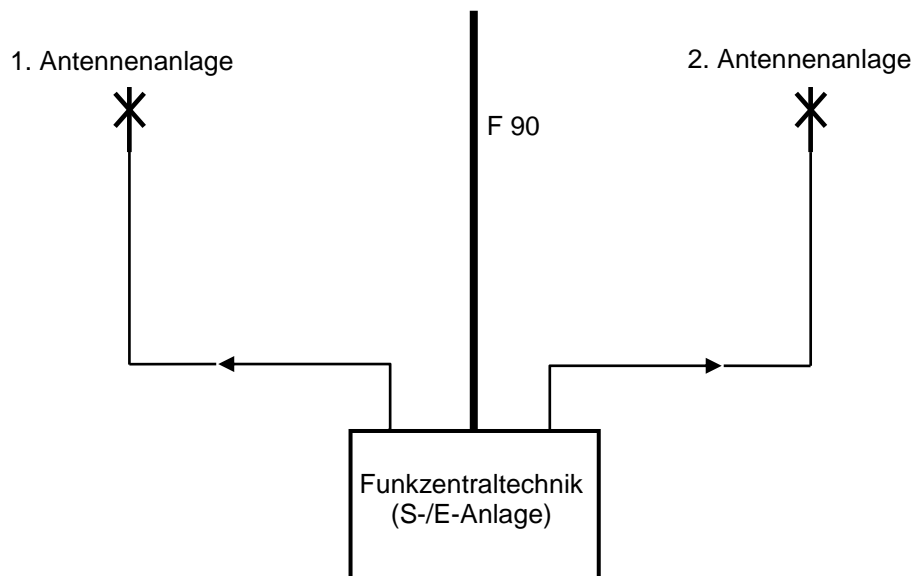 1. Antennenanlage
2. Antennenanlage
F 90
Funkzentraltechnik
(S-/E-Anlage)